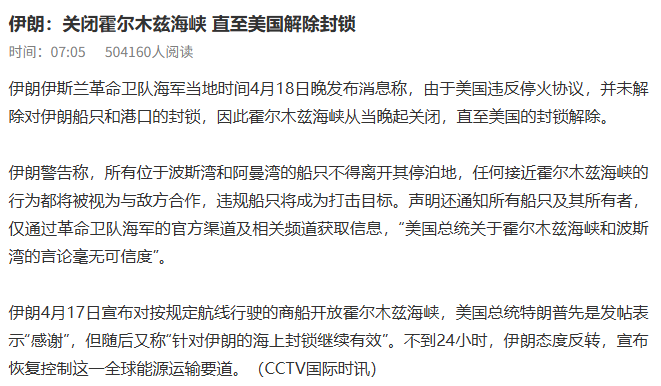 伊朗：关闭霍尔木兹海峡 直至美国解除封锁
时间：07:05 504160人阅读
伊朗伊斯兰革命卫队海军当地时间4月18日晚发布消息称，由于美国违反停火协议，并未解
除对伊朗船只和港口的封锁，因此霍尔木兹海峡从当晚起关闭，直至美国的封锁解除。
伊朗警告称，所有位于波斯湾和阿曼湾的船只不得离开其停泊地，任何接近霍尔木兹海峡的
行为都将被视为与敌方合作，违规船只将成为打击目标。声明还通知所有船只及其所有者，
仅通过革命卫队海军的官方渠道及相关频道获取信息，“美国总统关于霍尔木兹海峡和波斯
湾的言论毫无可信度”。
伊朗4月17日宣布对按规定航线行驶的商船开放霍尔木兹海峡，美国总统特朗普先是发帖表
示“感谢”，但随后又称“针对伊朗的海上封锁继续有效”。不到24小时，伊朗态度反转，宣布
恢复控制这一全球能源运输要道。（CCTV国际时讯）